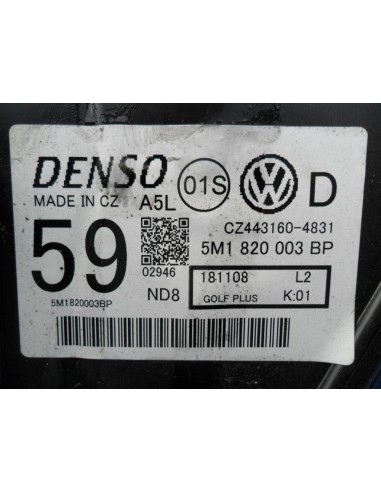 DENSO 01S D
MADE IN CZ A5L
CZ443160-4831
59 5M1 820 003 BP
02946 181108 L2
5M1820003BP ND8 GOLF PLUS K:01